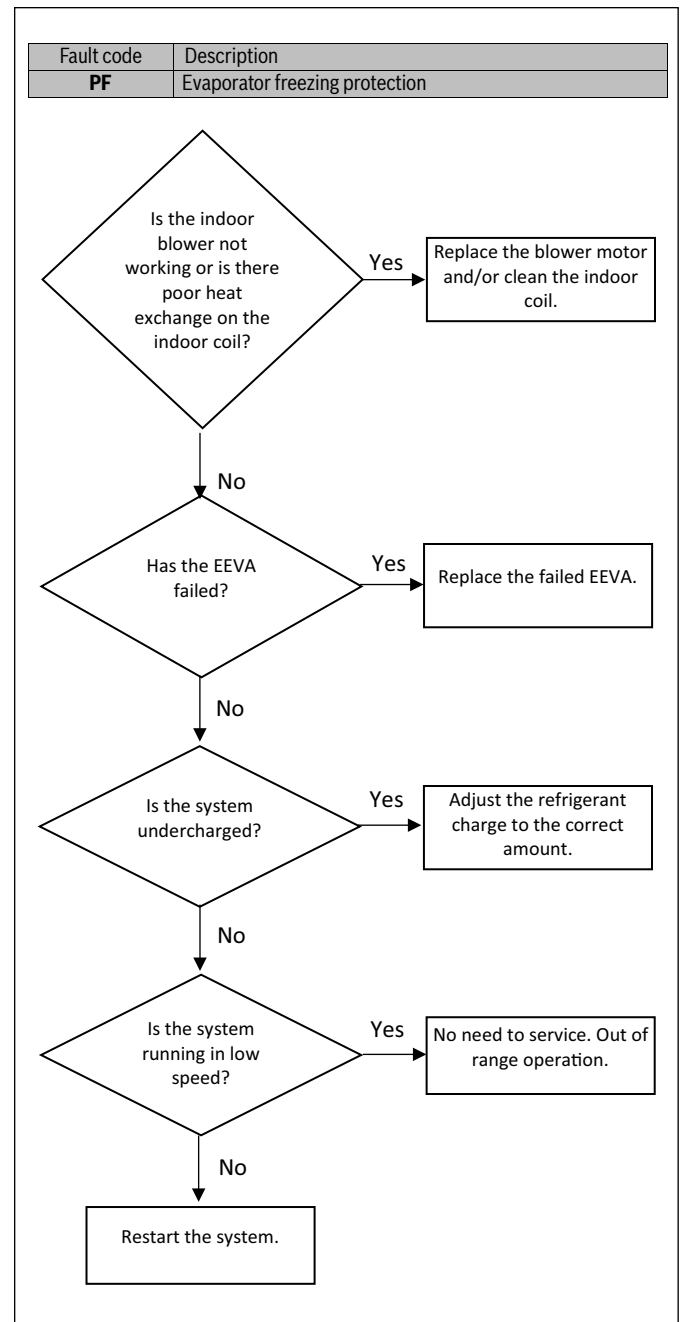 Fault code Description
PF Evaporator freezing protection
Is the indoor
blower not
working or is there
poor heat
exchange on the
indoor coil?
Yes
Replace the blower motor
and/or clean the indoor
coil.
No
Has the EEVA
failed?
Yes
Replace the failed EEVA.
No
Is the system
undercharged?
Yes
Adjust the refrigerant
charge to the correct
amount.
No
Is the system
running in low
speed?
Yes
No need to service. Out of
range operation.
No
Restart the system.